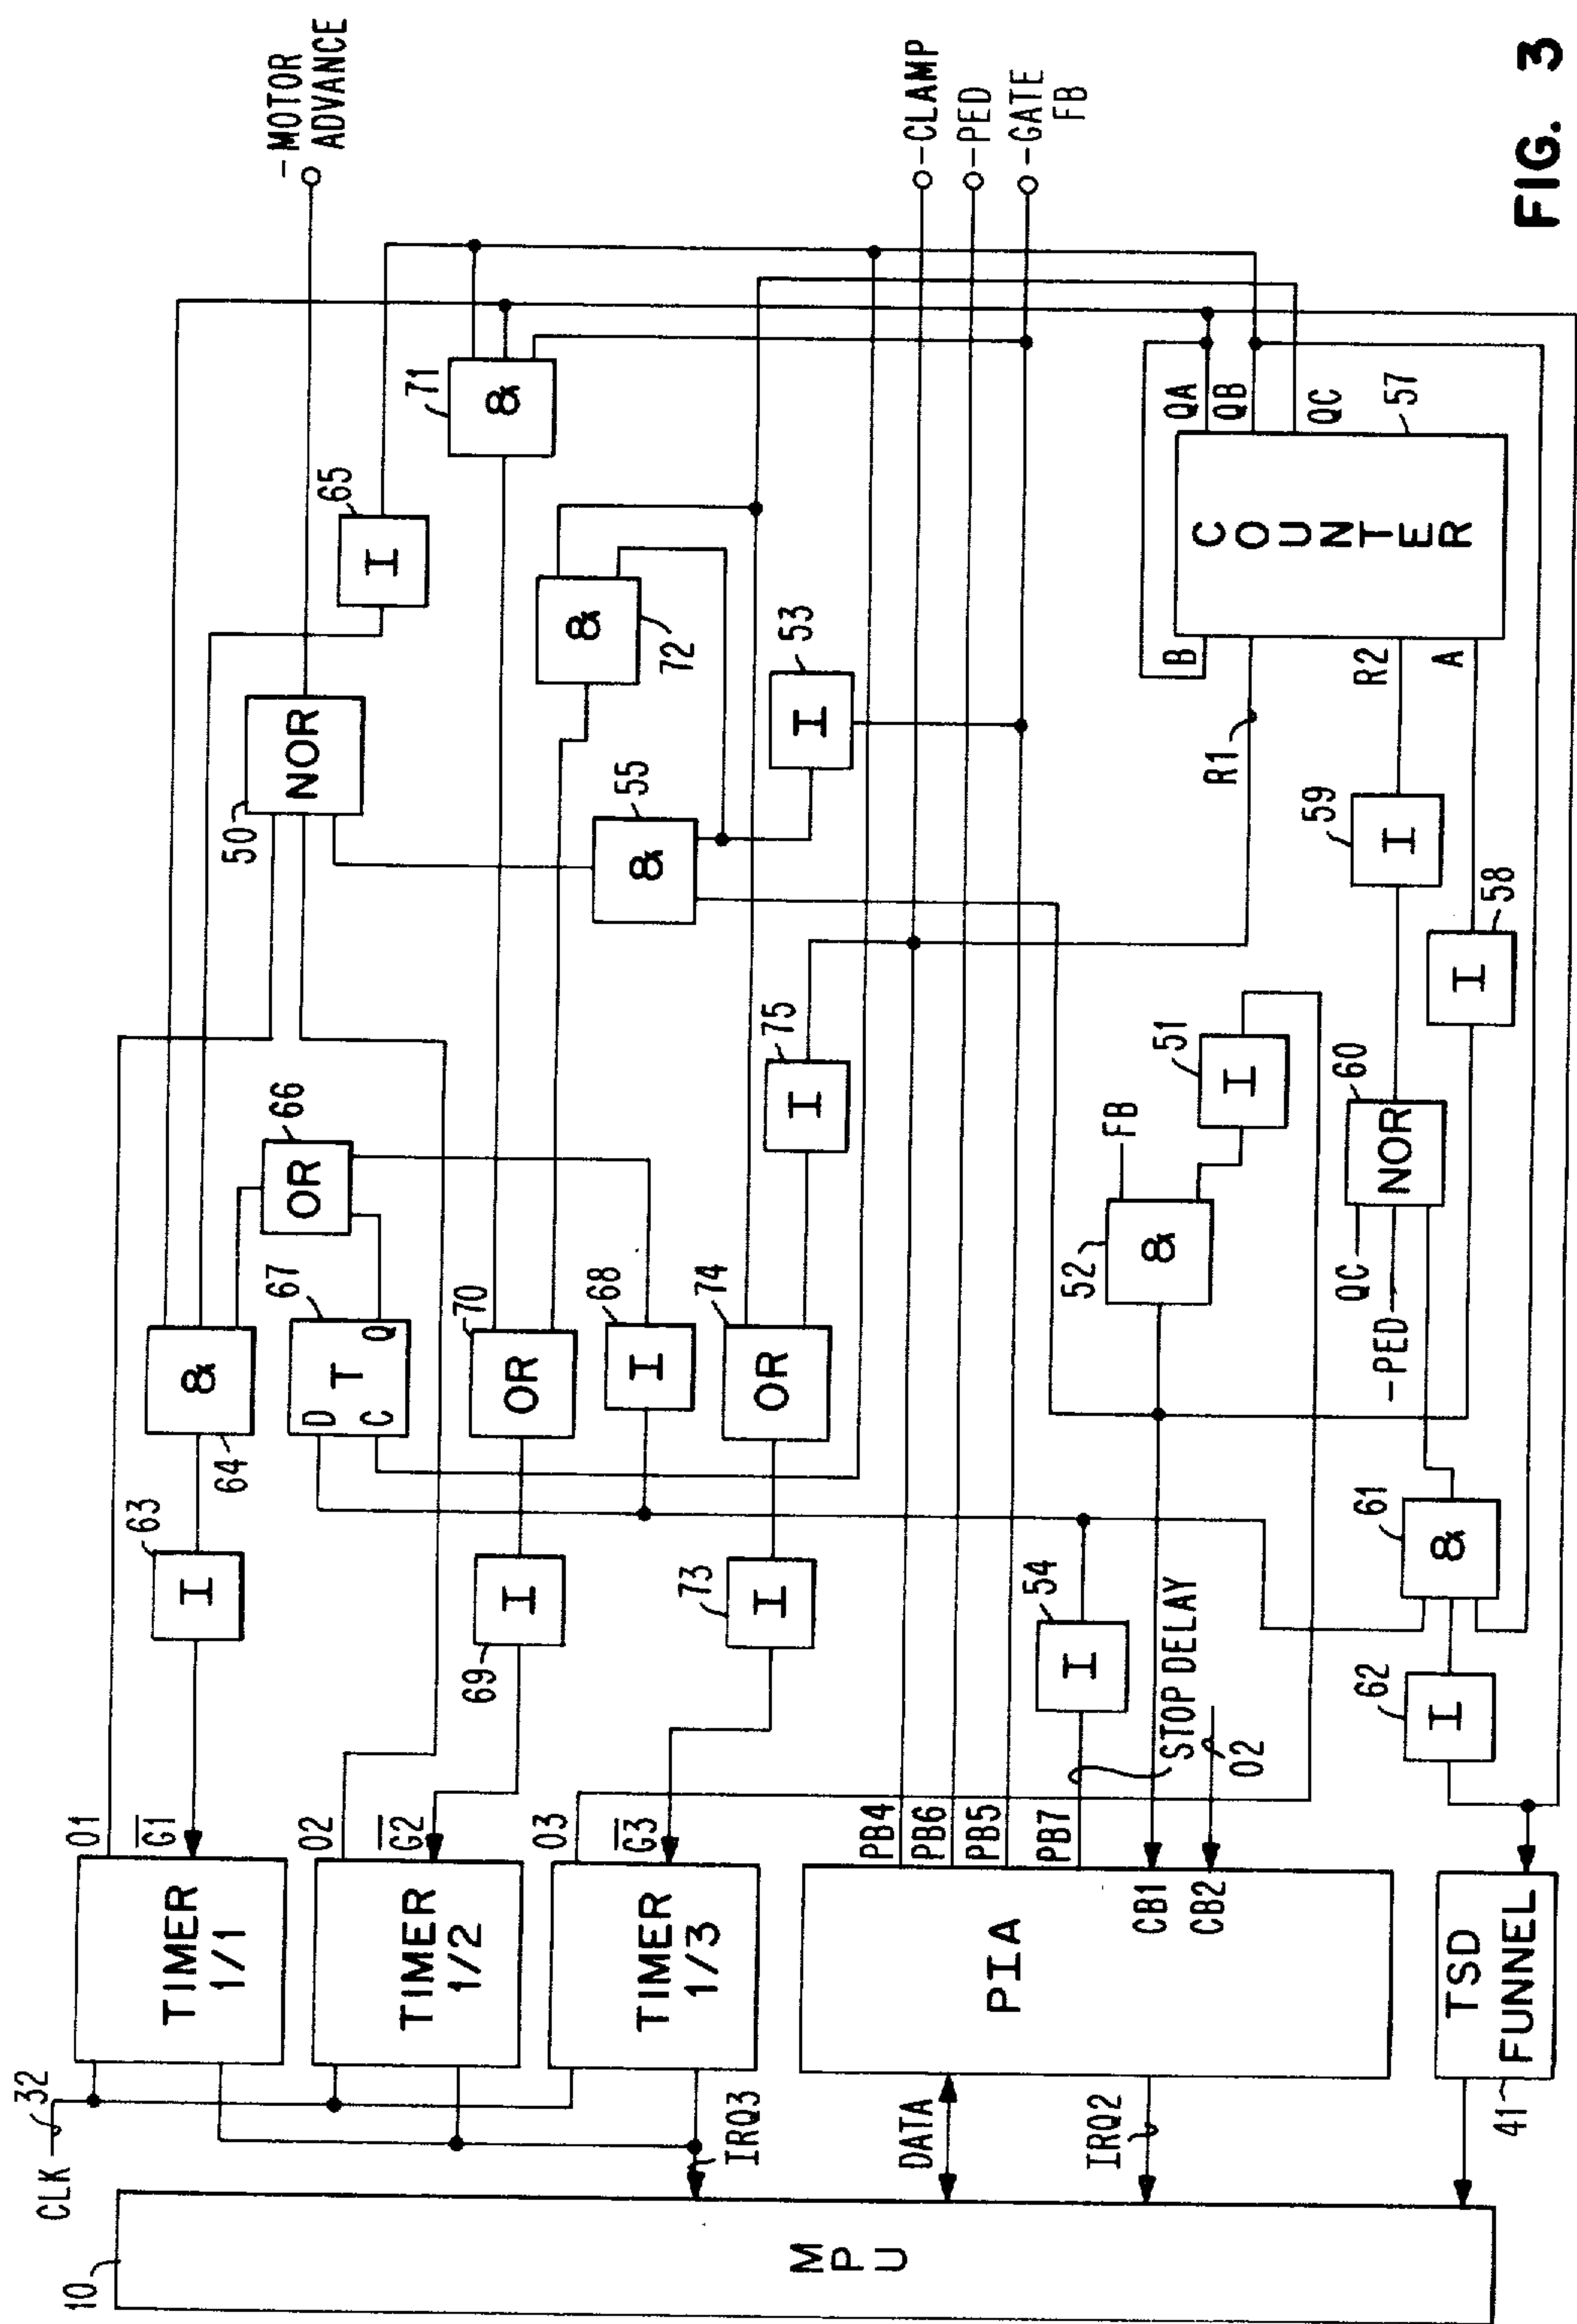 CLK
32
10
MPU
IRQ3
DATA
IRQ2
TIMER
1/1
O1
G1
TIMER
1/2
O2
G2
TIMER
1/3
O3
G3
PIA
PB4
PB6
PB5
PB7
CB1
CB2
TSD
FUNNEL
41
63
I
64
&
67
D
C
T
Q
66
OR
69
I
70
OR
68
I
73
I
74
OR
75
I
54
I
STOP DELAY
O2
62
I
61
&
52
&
FB
51
I
QC
-PED
60
NOR
59
I
58
I
50
NOR
65
I
71
&
72
&
55
&
53
I
R1
B
R2
A
COUNTER
QA
QB
QC
57
-MOTOR
ADVANCE
-CLAMP
-PED
-GATE
FB
FIG. 3